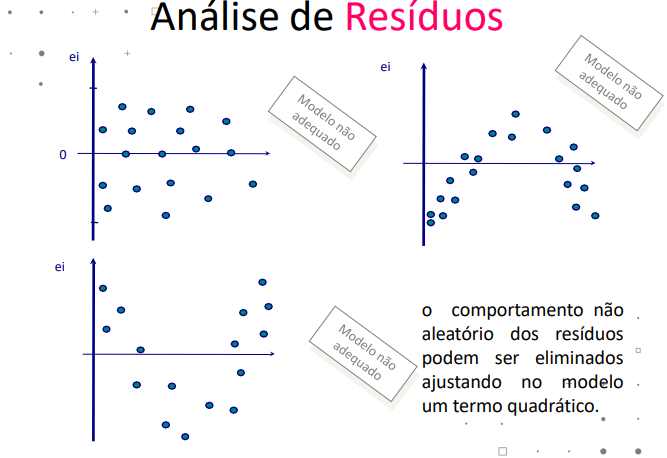 Análise de Resíduos
ei
0
Modelo não
adequado
ei
Modelo não
adequado
ei
Modelo não
adequado
o comportamento não
aleatório dos resíduos
podem ser eliminados
ajustando no modelo
um termo quadrático.